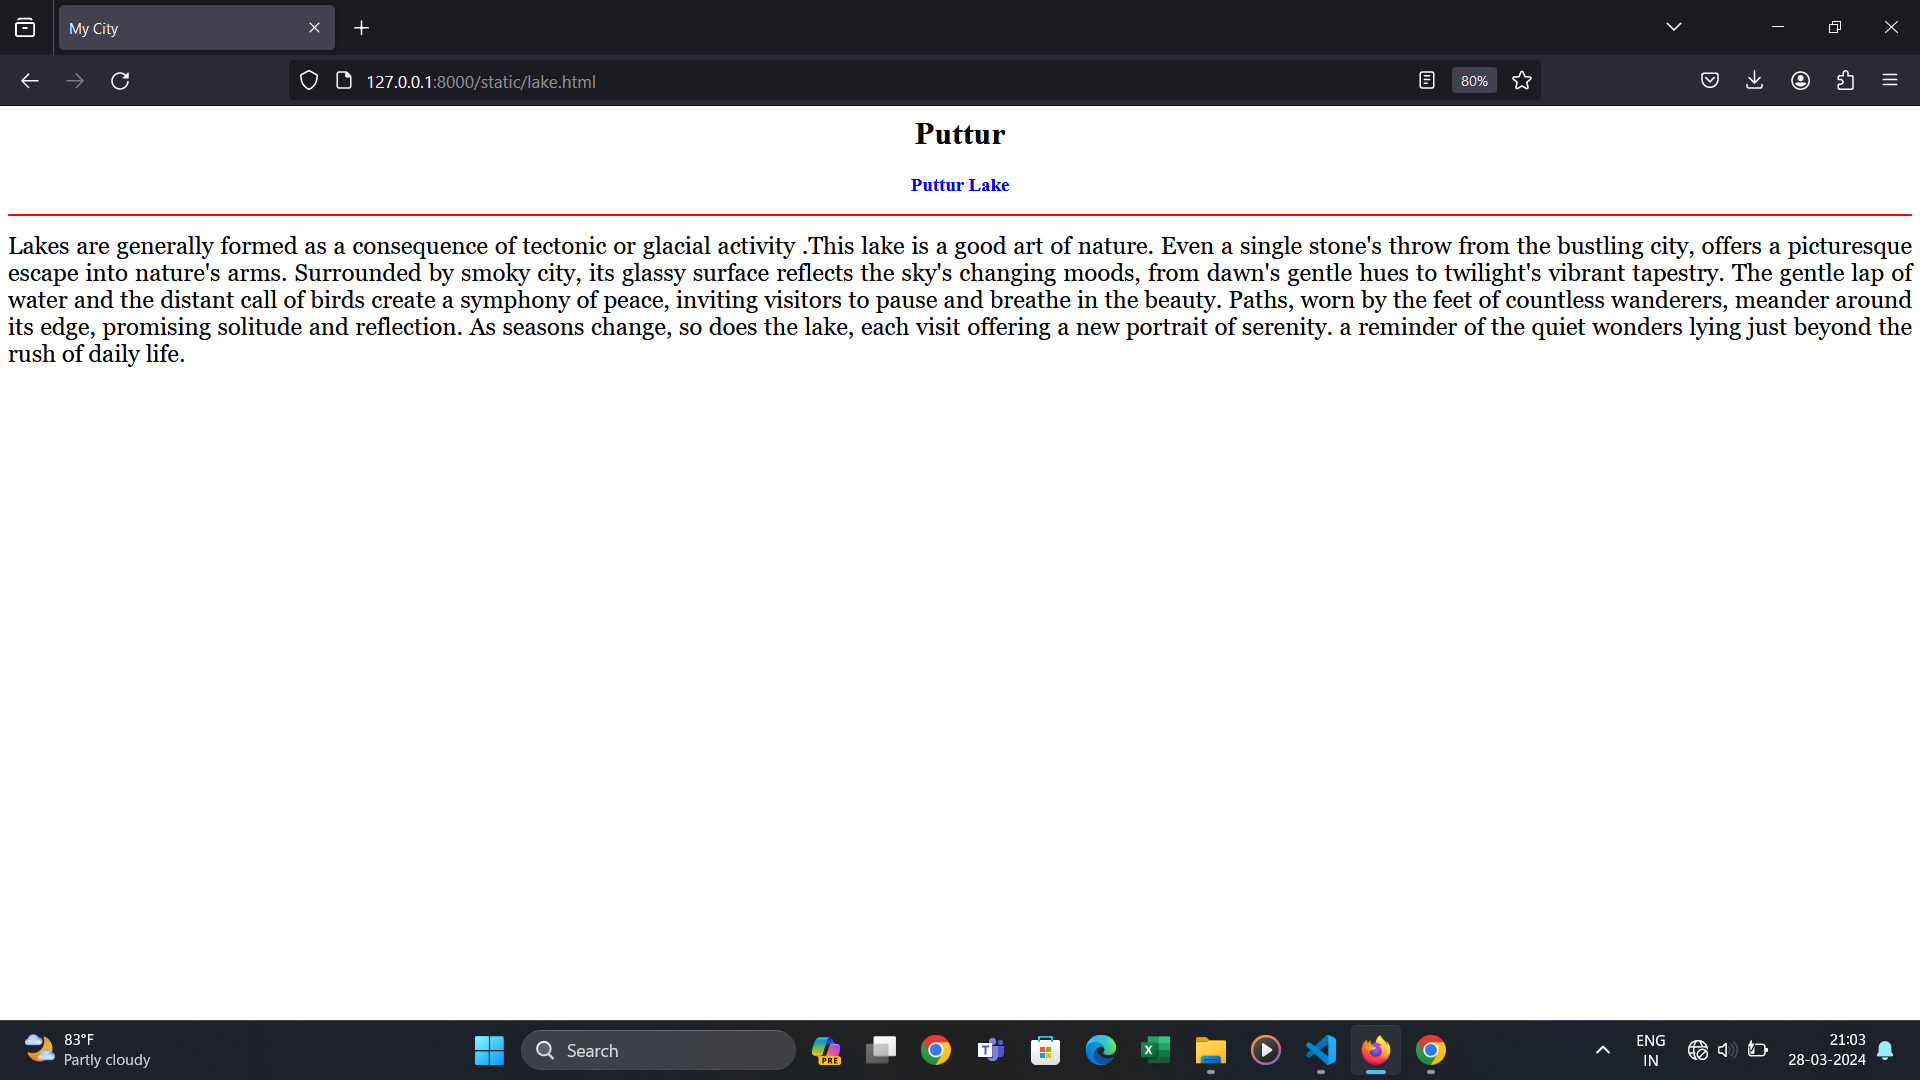 My City
127.0.0.1:8000/static/lake.html
80%
Puttur
Puttur Lake
Lakes are generally formed as a consequence of tectonic or glacial activity .This lake is a good art of nature. Even a single stone's throw from the bustling city, offers a picturesque
escape into nature's arms. Surrounded by smoky city, its glassy surface reflects the sky's changing moods, from dawn's gentle hues to twilight's vibrant tapestry. The gentle lap of
water and the distant call of birds create a symphony of peace, inviting visitors to pause and breathe in the beauty. Paths, worn by the feet of countless wanderers, meander around
its edge, promising solitude and reflection. As seasons change, so does the lake, each visit offering a new portrait of serenity. a reminder of the quiet wonders lying just beyond the
rush of daily life.
83°F
Partly cloudy
Search
PRE
ENG
IN
21:03
28-03-2024